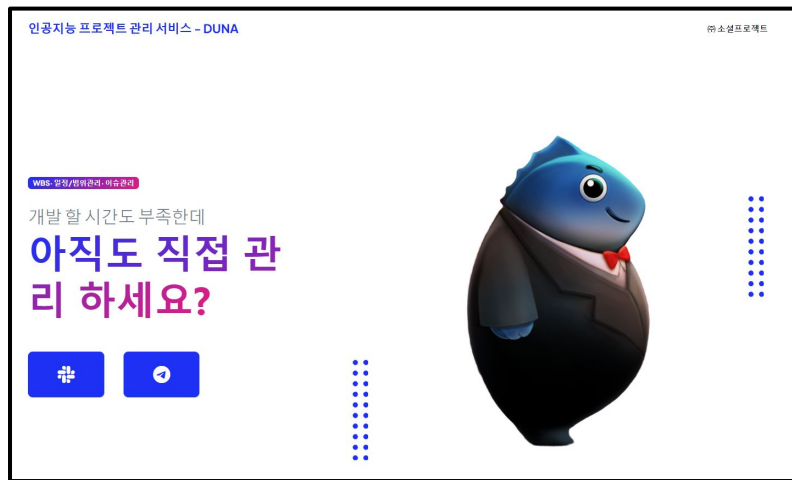 인공지능 프로젝트 관리 서비스 - DUNA
㈜ 소셜프로젝트
WBS· 일정/범위관리· 이슈관리
개발 할 시간도 부족한데
아직도 직접 관
리 하세요?